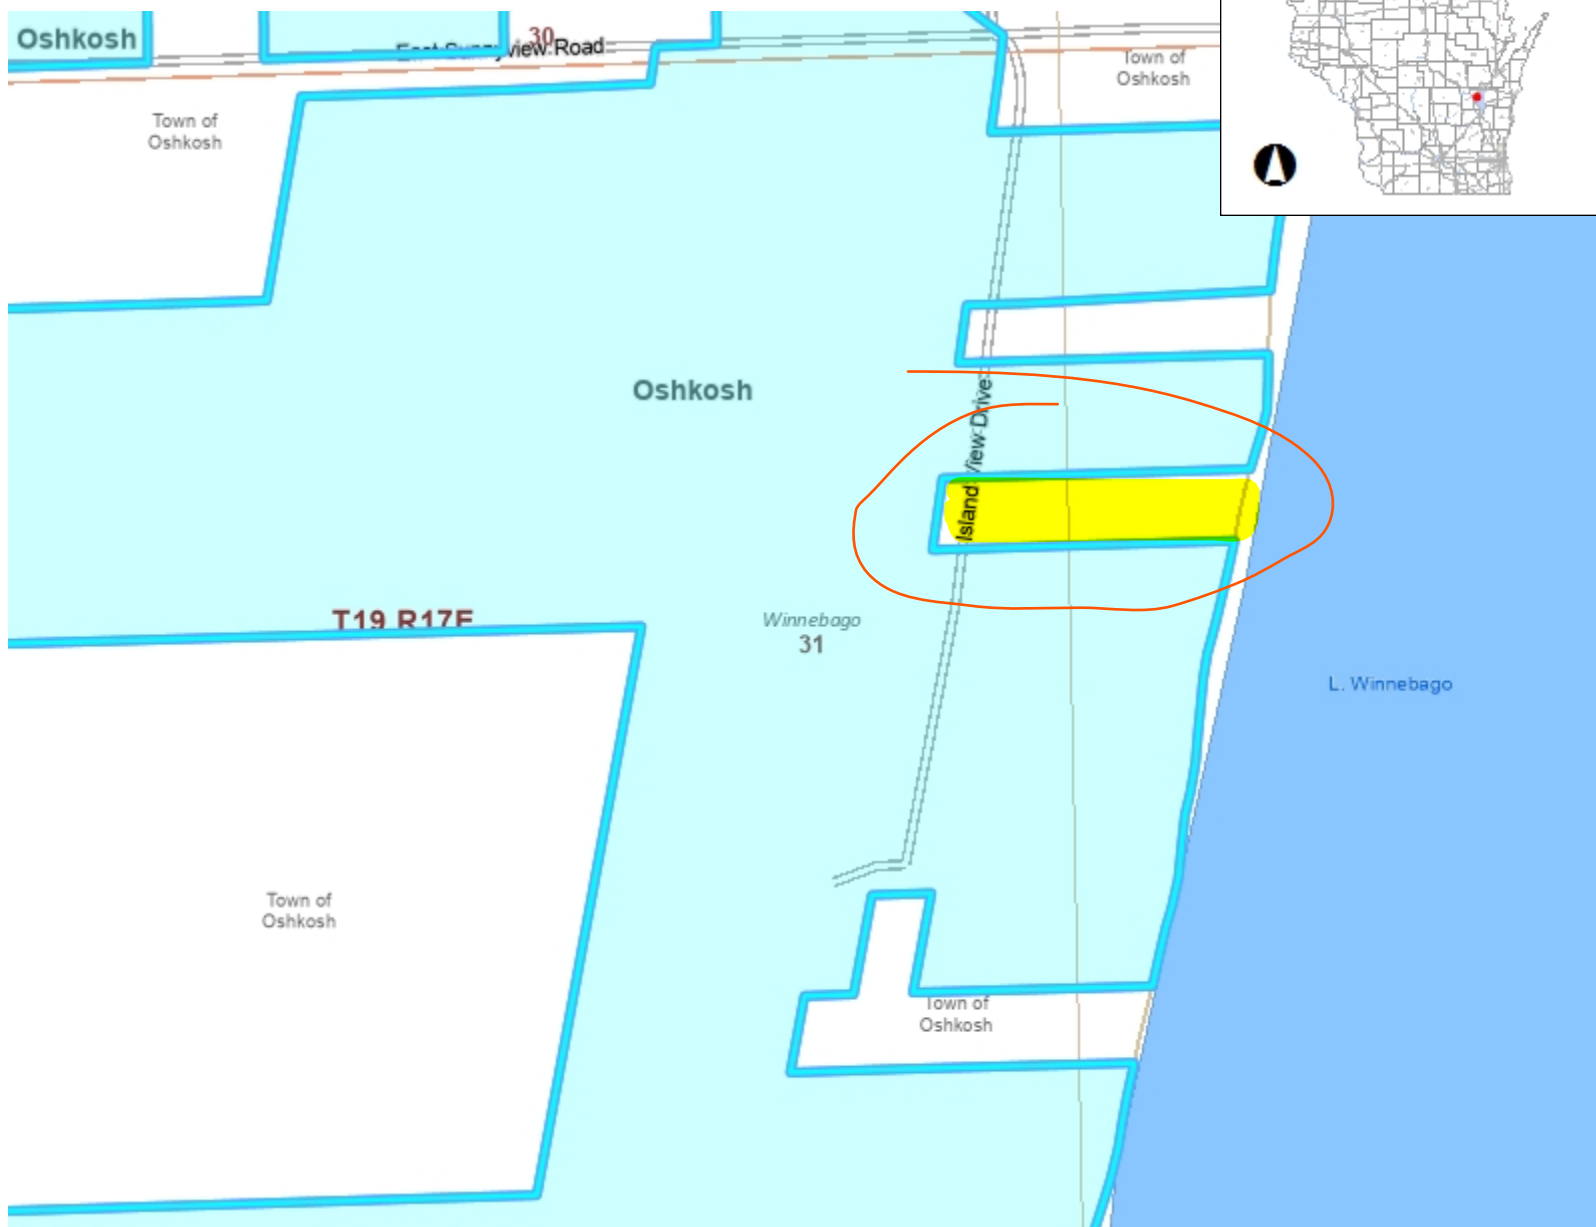 Oshkosh
30
East Sunnyview Road
Town of
Oshkosh
Town of
Oshkosh
Oshkosh
Island View Drive
T19 R17E
Winnebago
31
L. Winnebago
Town of
Oshkosh
Town of
Oshkosh